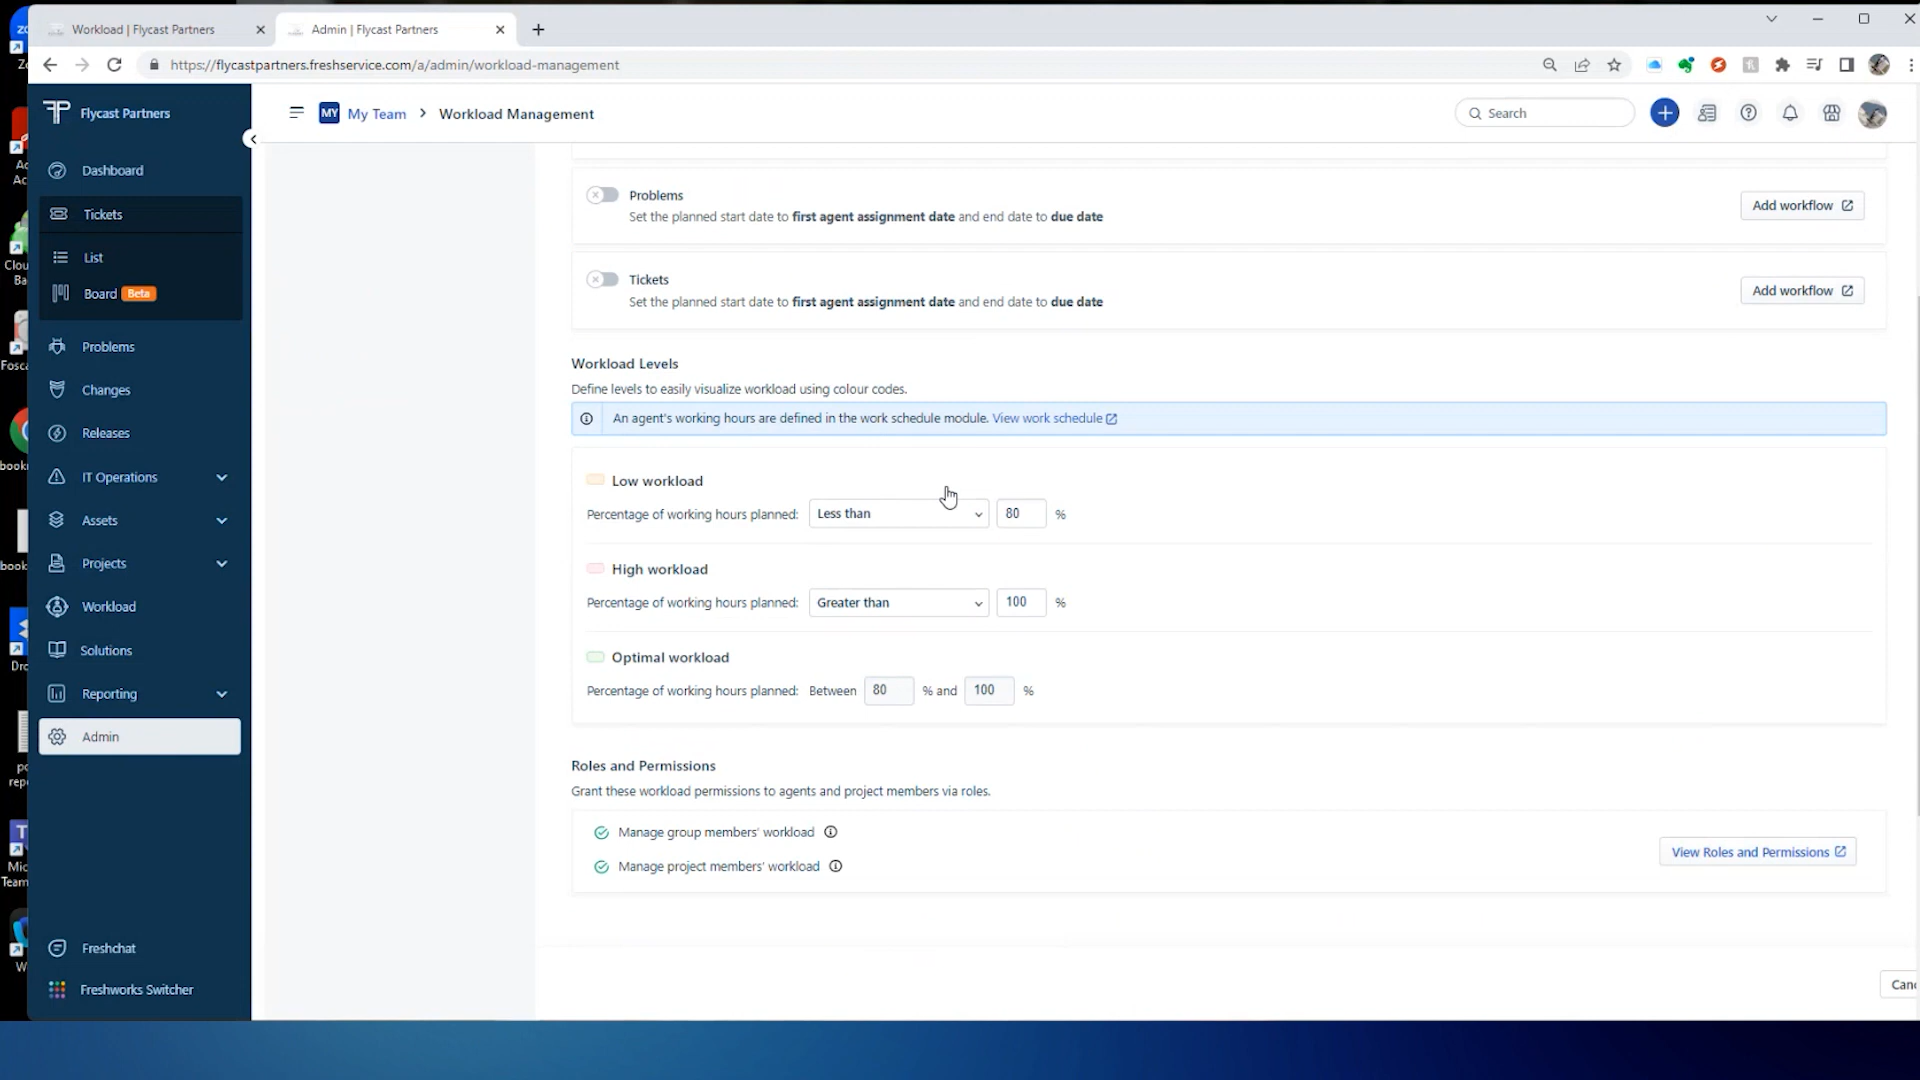 Workload | Flycast Partners
Admin | Flycast Partners
https://flycastpartners.freshservice.com/a/admin/workload-management
Flycast Partners
MY My Team > Workload Management
Search
Dashboard
Tickets
List
Board Beta
Problems
Changes
Releases
IT Operations
Assets
Projects
Workload
Solutions
Reporting
Admin
Freshchat
Freshworks Switcher
Problems
Set the planned start date to first agent assignment date and end date to due date
Add workflow
Tickets
Set the planned start date to first agent assignment date and end date to due date
Add workflow
Workload Levels
Define levels to easily visualize workload using colour codes.
An agent's working hours are defined in the work schedule module. View work schedule
Low workload
Percentage of working hours planned: Less than 80 %
High workload
Percentage of working hours planned: Greater than 100 %
Optimal workload
Percentage of working hours planned: Between 80 % and 100 %
Roles and Permissions
Grant these workload permissions to agents and project members via roles.
Manage group members' workload
Manage project members' workload
View Roles and Permissions